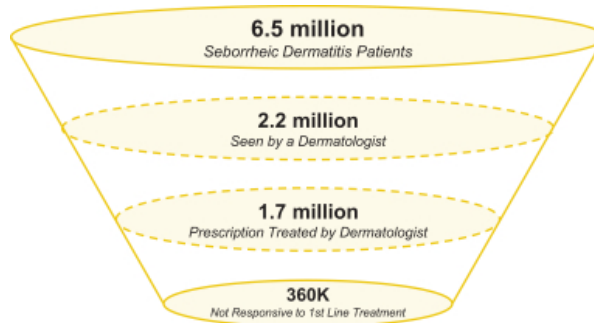 6.5 million
Seborrheic Dermatitis Patients
2.2 million
Seen by a Dermatologist
1.7 million
Prescription Treated by Dermatologist
360K
Not Responsive to 1st Line Treatment